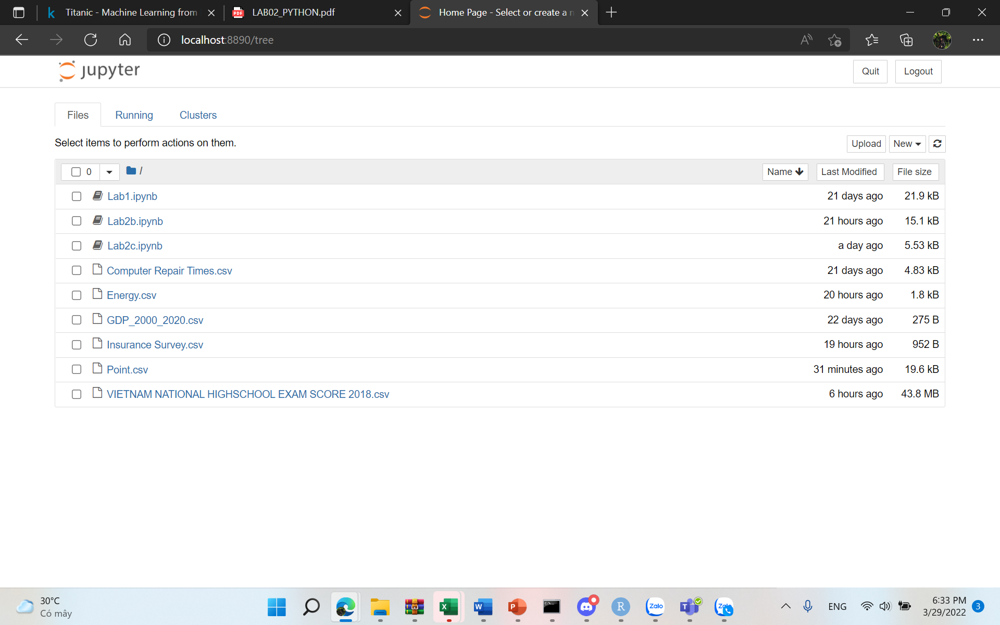 Titanic - Machine Learning from
LAB02_PYTHON.pdf
Home Page - Select or create a n
localhost:8890/tree
jupyter
Quit
Logout
Files
Running
Clusters
Select items to perform actions on them.
Upload
New
0
/
Name
Last Modified
File size
Lab1.ipynb 21 days ago 21.9 kB
Lab2b.ipynb 21 hours ago 15.1 kB
Lab2c.ipynb a day ago 5.53 kB
Computer Repair Times.csv 21 days ago 4.83 kB
Energy.csv 20 hours ago 1.8 kB
GDP_2000_2020.csv 22 days ago 275 B
Insurance Survey.csv 19 hours ago 952 B
Point.csv 31 minutes ago 19.6 kB
VIETNAM NATIONAL HIGHSCHOOL EXAM SCORE 2018.csv 6 hours ago 43.8 MB
30°C
Có mây
Zalo
ENG
6:33 PM
3/29/2022
3